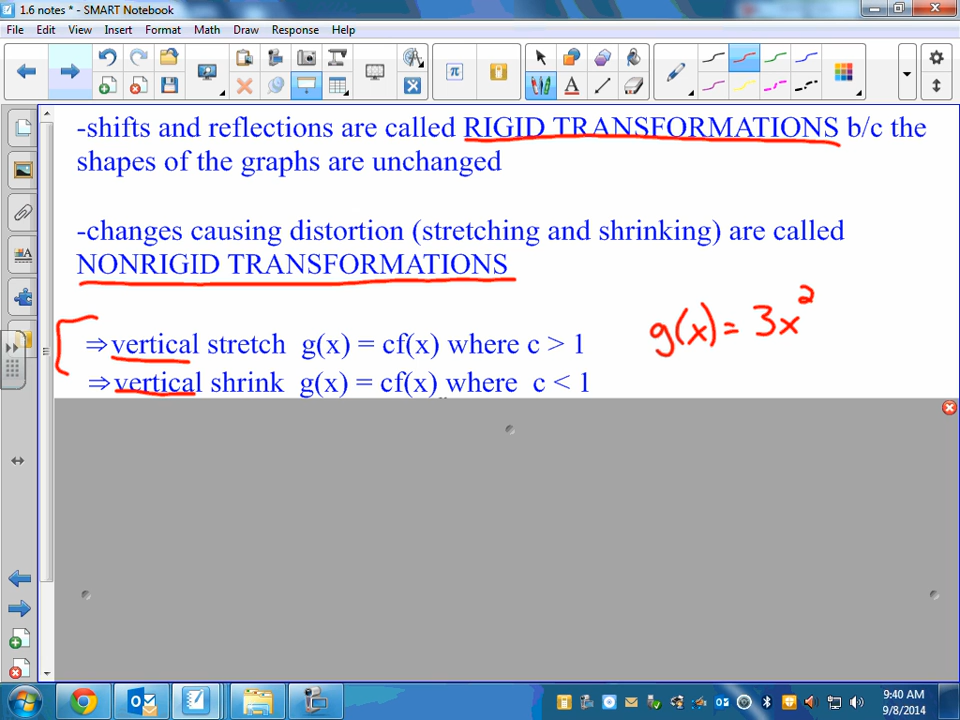 1.6 notes * - SMART Notebook
File Edit View Insert Format Math Draw Response Help
-shifts and reflections are called RIGID TRANSFORMATIONS b/c the
shapes of the graphs are unchanged
-changes causing distortion (stretching and shrinking) are called
NONRIGID TRANSFORMATIONS
⇒vertical stretch g(x) = cf(x) where c > 1
g(x) = 3x²
⇒vertical shrink g(x) = cf(x) where c < 1
9:40 AM
9/8/2014